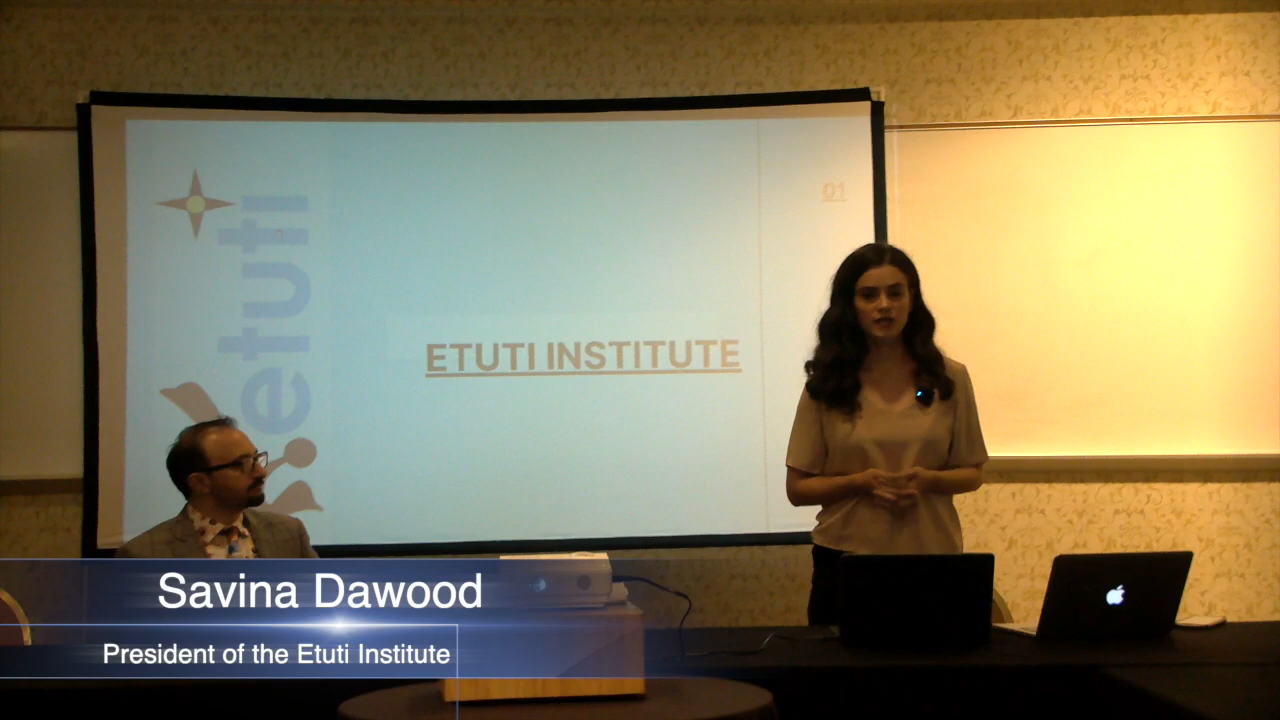 etuti
01
ETUTI INSTITUTE
Savina Dawood
President of the Etuti Institute